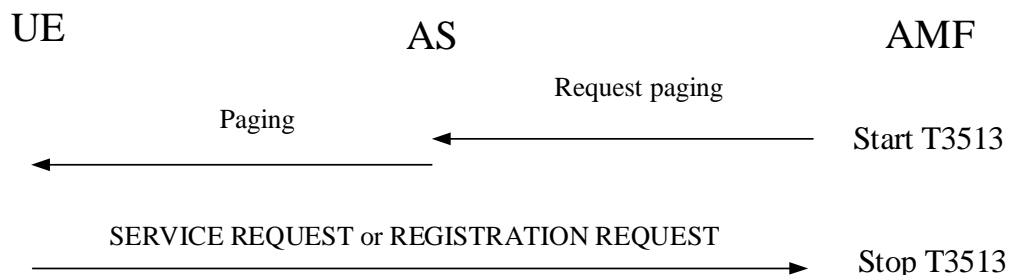 UE
AS
AMF
Request paging
Paging
Start T3513
SERVICE REQUEST or REGISTRATION REQUEST
Stop T3513